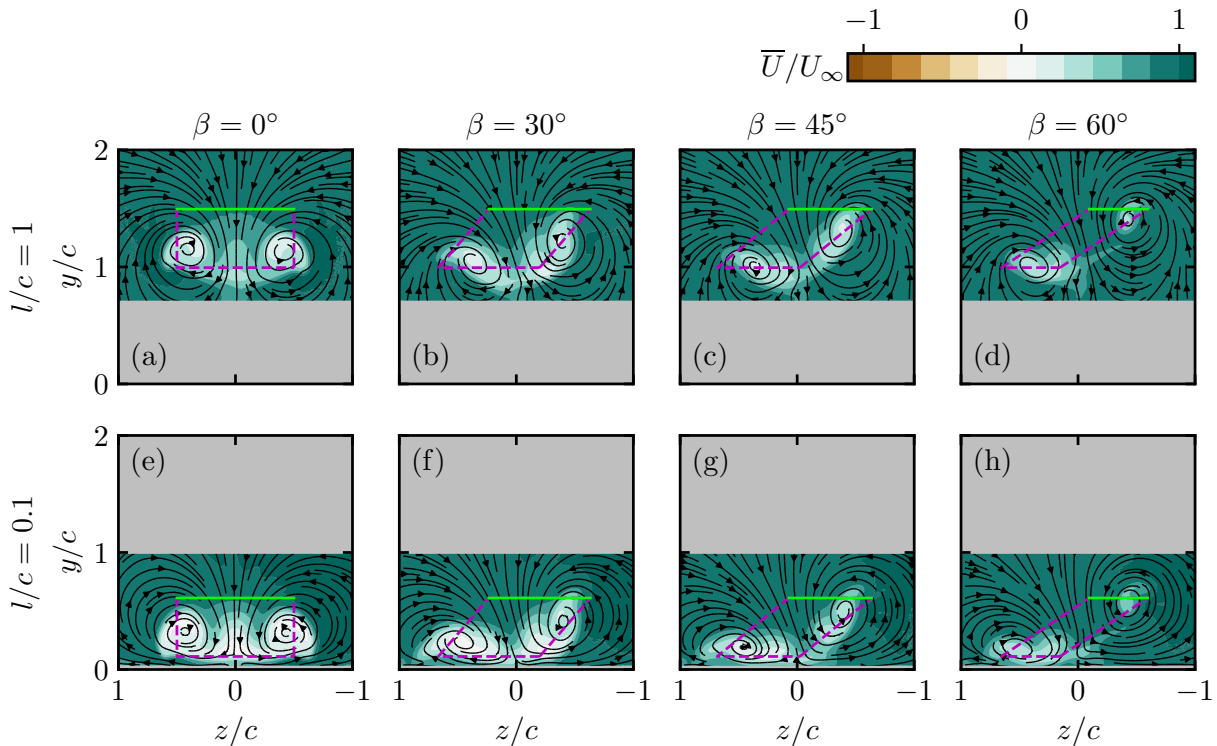 −1 0 1
U̅/U∞
β = 0° β = 30° β = 45° β = 60°
l/c = 1
y/c
2
1
0
(a) (b) (c) (d)
l/c = 0.1
y/c
2
1
0
(e) (f) (g) (h)
1 0 −1 1 0 −1 1 0 −1 1 0 −1
z/c z/c z/c z/c